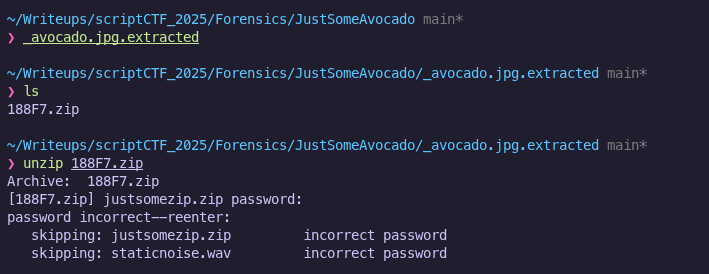 ~/Writeups/scriptCTF_2025/Forensics/JustSomeAvocado main*
❯ _avocado.jpg.extracted
~/Writeups/scriptCTF_2025/Forensics/JustSomeAvocado/_avocado.jpg.extracted main*
❯ ls
188F7.zip
~/Writeups/scriptCTF_2025/Forensics/JustSomeAvocado/_avocado.jpg.extracted main*
❯ unzip 188F7.zip
Archive:  188F7.zip
[188F7.zip] justsomezip.zip password:
password incorrect--reenter:
   skipping: justsomezip.zip         incorrect password
   skipping: staticnoise.wav         incorrect password